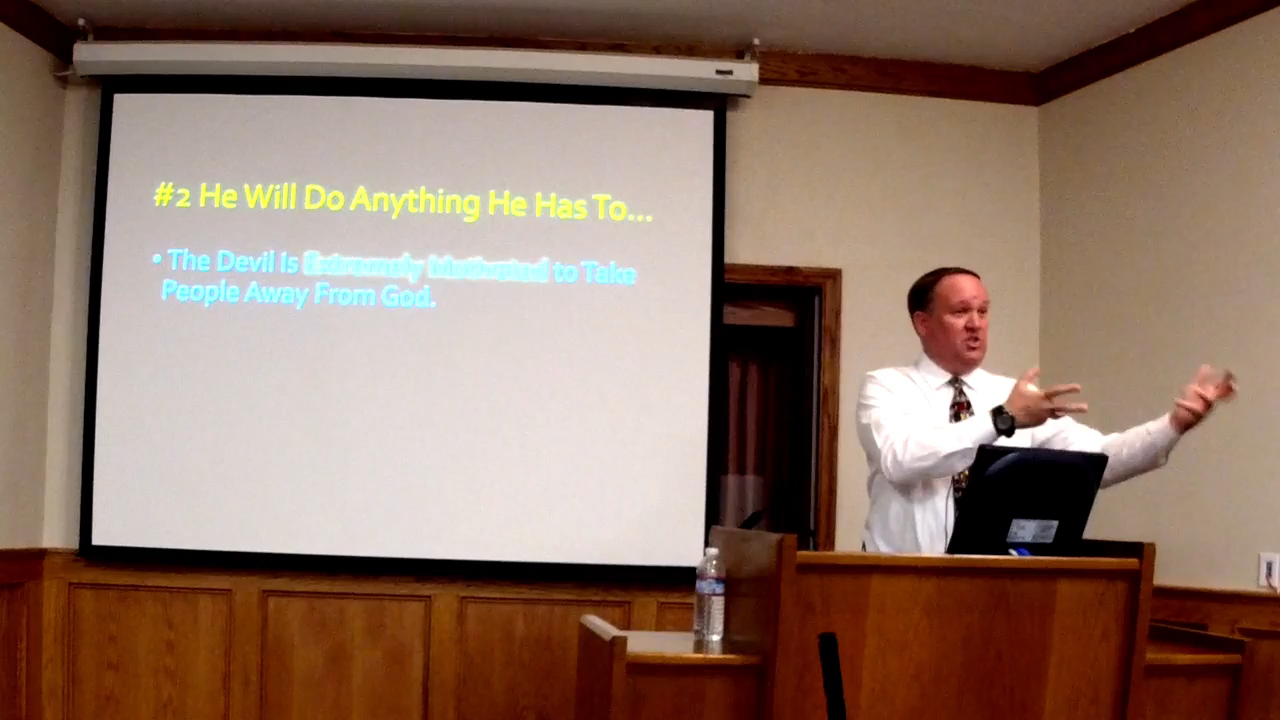 #2 He Will Do Anything He Has To...
• The Devil Is Extremely Motivated to Take
People Away From God.